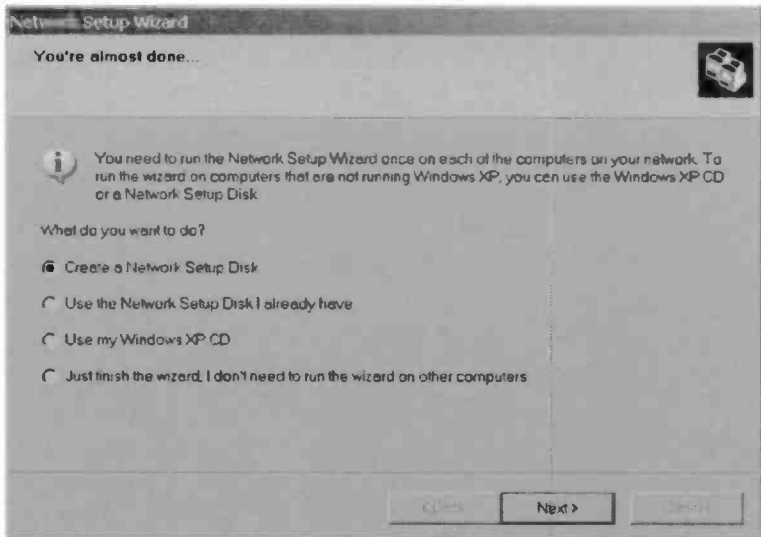 Setup Wizard
You're almost done...
You need to run the Network Setup Wizard once on each of the computers on your network. To
run the wizard on computers that are not running Windows XP, you can use the Windows XP CD
or a Network Setup Disk
What do you want to do?
Create a Network Setup Disk
Use the Network Setup Disk I already have
Use my Windows XP CD
Just finish the wizard, I don't need to run the wizard on other computers
Next >